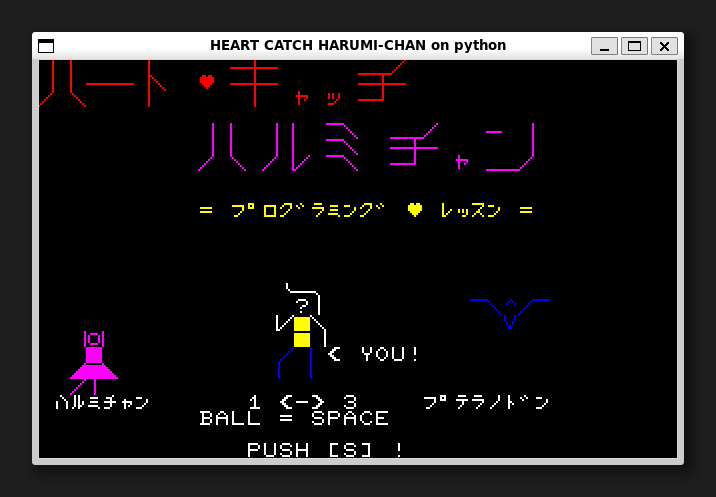 HEART CATCH HARUMI-CHAN on python
ハート ♥ キャッチ
ハルミチャン
= プログラミング ♥ レッスン =
?
< YOU!
ハルミチャン 1 <-> 3 プテラノドン
BALL = SPACE
PUSH [S] !